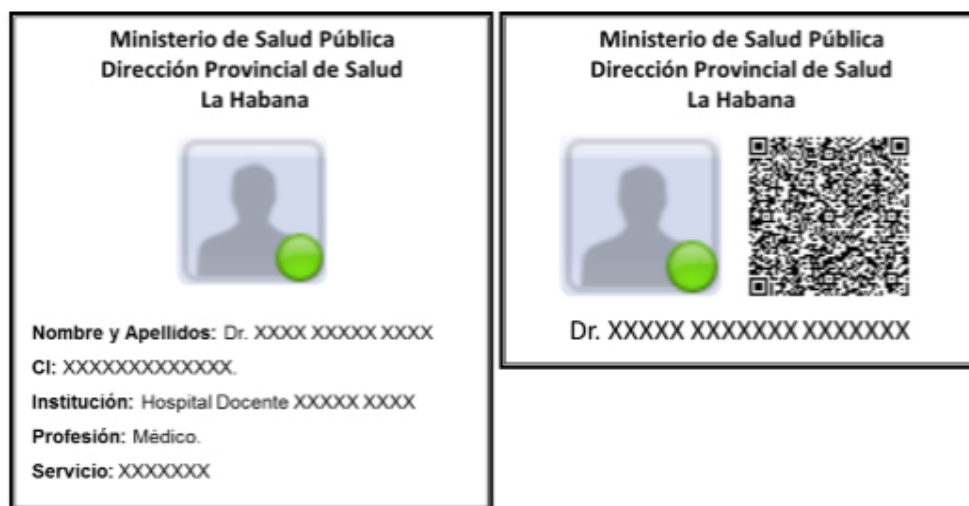 Ministerio de Salud Pública
Dirección Provincial de Salud
La Habana
Nombre y Apellidos: Dr. XXXX XXXXX XXXX
CI: XXXXXXXXXXXXX.
Institución: Hospital Docente XXXXX XXXX
Profesión: Médico.
Servicio: XXXXXXX
Ministerio de Salud Pública
Dirección Provincial de Salud
La Habana
Dr. XXXXX XXXXXXX XXXXXXX